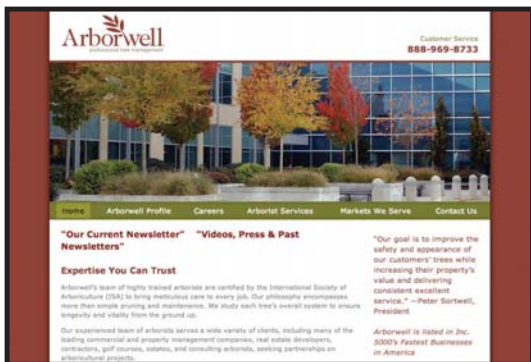 Arborwell
professional tree management
Customer Service
888-969-8733
Home Arborwell Profile Careers Arborist Services Markets We Serve Contact Us
"Our Current Newsletter" "Videos, Press & Past
Newsletters"
Expertise You Can Trust
Arborwell's team of highly trained arborists are certified by the International Society of
Arboriculture (ISA) to bring meticulous care to every job. Our philosophy encompasses
more than simple pruning and maintenance. We study each tree's overall system to ensure
longevity and vitality from the ground up.
Our experienced team of arborists serves a wide variety of clients, including many of the
leading commercial and property management companies, real estate developers,
contractors, golf courses, estates, and consulting arborists, seeking partnerships on
arboricultural projects.
"Our goal is to improve the
safety and appearance of
our customers' trees while
increasing their property's
value and delivering
consistent excellent
service." —Peter Sortwell,
President
Arborwell is listed in Inc.
5000's Fastest Businesses
in America